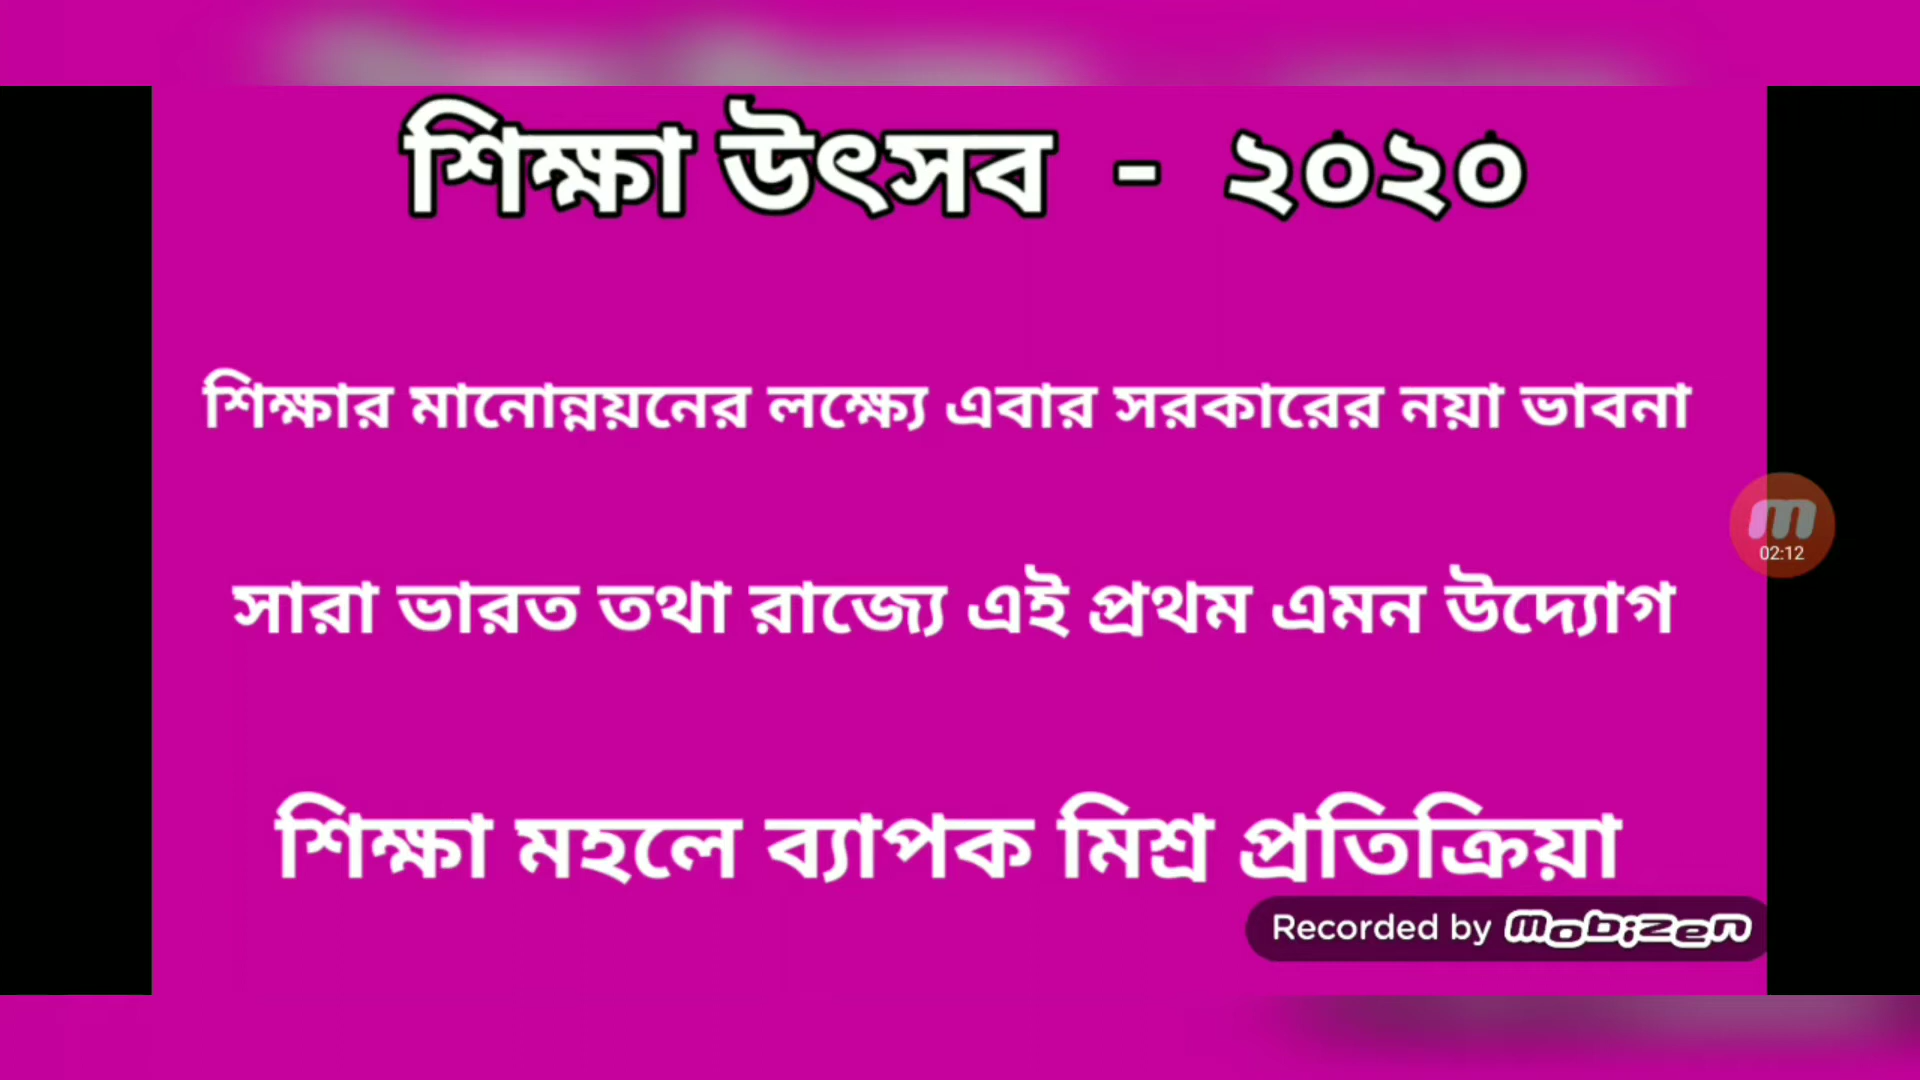 শিক্ষা উৎসব - ২০২০
শিক্ষার মানোন্নয়নের লক্ষ্যে এবার সরকারের নয়া ভাবনা
সারা ভারত তথা রাজ্যে এই প্রথম এমন উদ্যোগ
m
02:12
শিক্ষা মহলে ব্যাপক মিশ্র প্রতিক্রিয়া
Recorded by mobizen